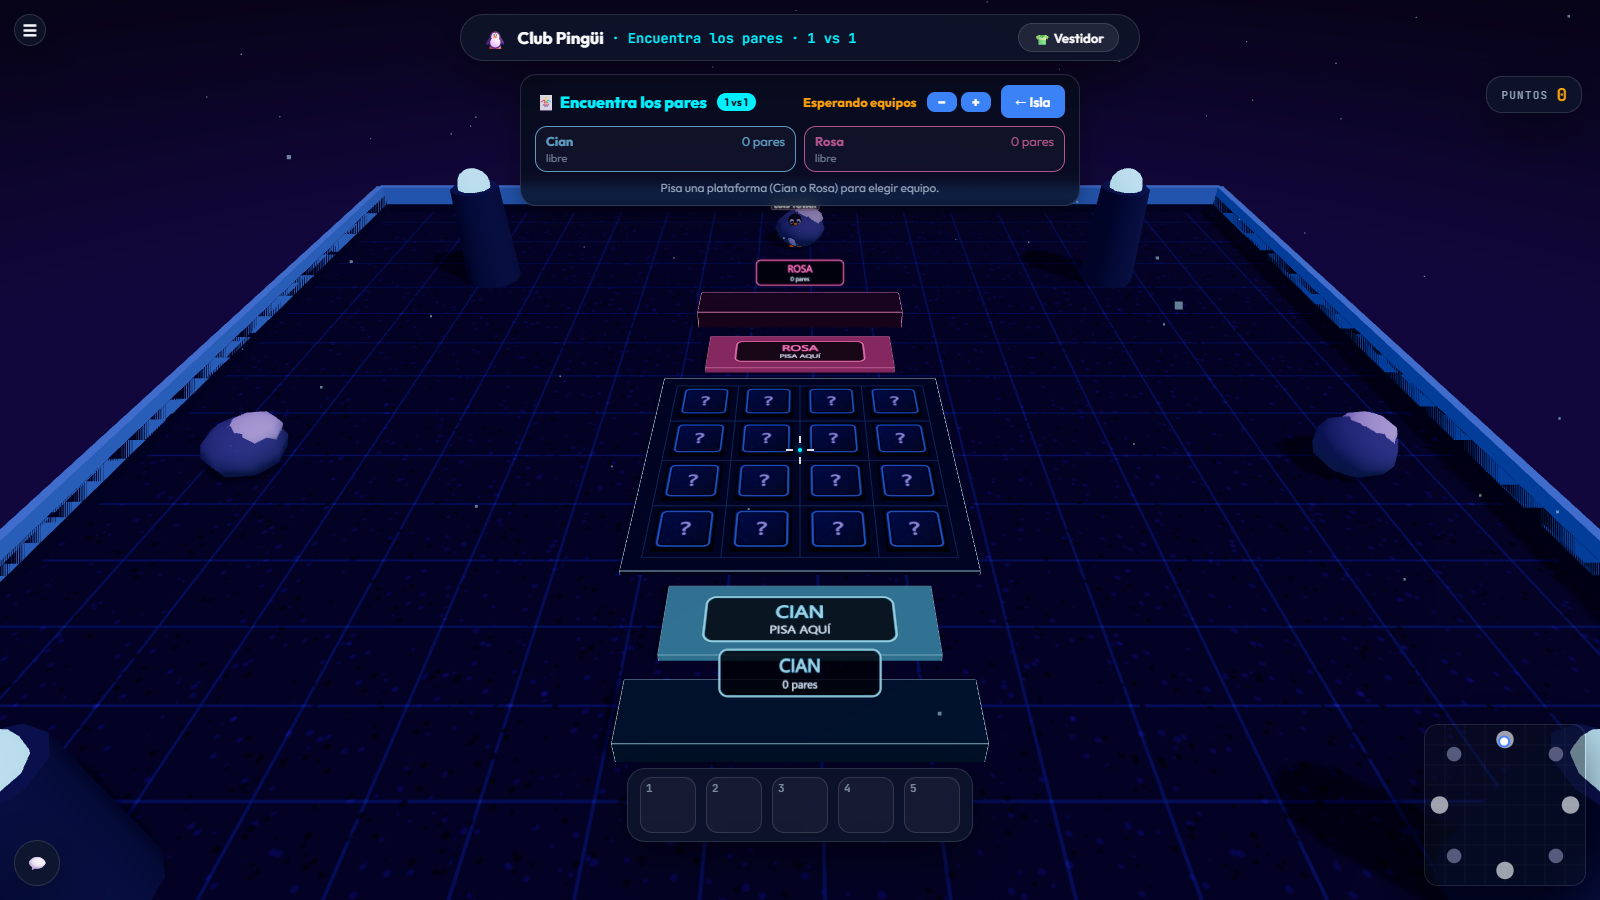 Club Pingüi · Encuentra los pares · 1 vs 1
Vestidor
Encuentra los pares 1 vs 1
Esperando equipos − +
← Isla
PUNTOS 0
Cian 0 pares
libre
Rosa 0 pares
libre
Pisa una plataforma (Cian o Rosa) para elegir equipo.
ROSA
0 pares
ROSA
PISA AQUÍ
? ? ? ?
? ? ? ?
? ? ? ?
? ? ? ?
CIAN
PISA AQUÍ
CIAN
0 pares
1 2 3 4 5